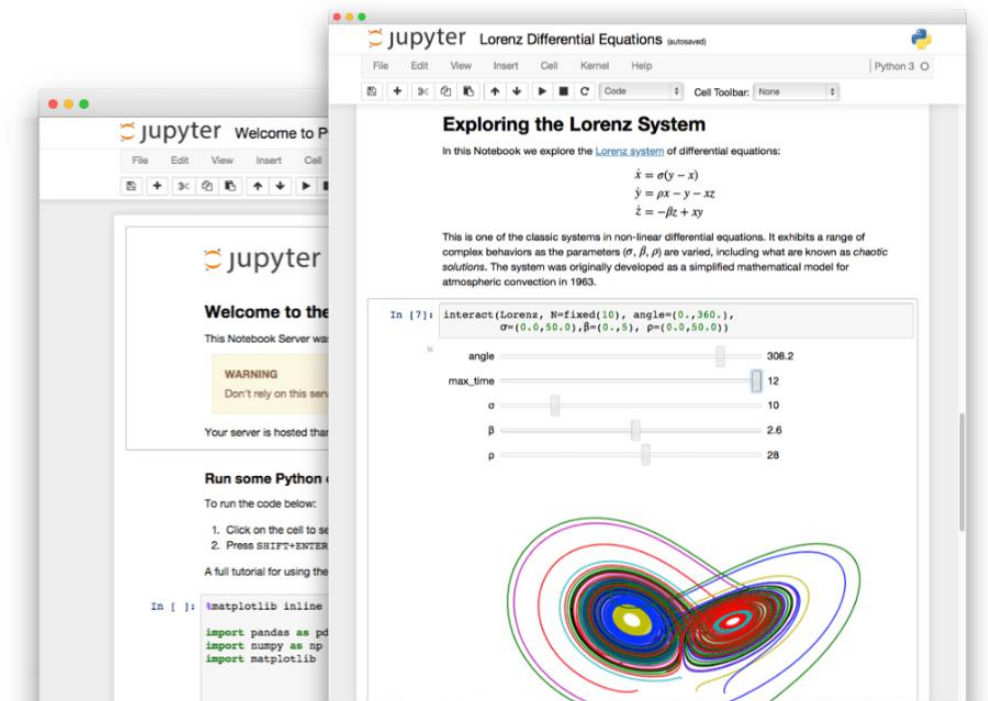 jupyter Lorenz Differential Equations (autosaved)
File Edit View Insert Cell Kernel Help
Python 3
Code
Cell Toolbar: None
Exploring the Lorenz System
In this Notebook we explore the Lorenz system of differential equations:
ẋ = σ(y − x)
ẏ = ρx − y − xz
ż = −βz + xy
This is one of the classic systems in non-linear differential equations. It exhibits a range of
complex behaviors as the parameters (σ, β, ρ) are varied, including what are known as chaotic
solutions. The system was originally developed as a simplified mathematical model for
atmospheric convection in 1963.
In [7]: interact(Lorenz, N=fixed(10), angle=(0.,360.),
σ=(0.0,50.0),β=(0.,5), ρ=(0.0,50.0))
angle 308.2
max_time 12
σ 10
β 2.6
ρ 28
jupyter Welcome to P
File Edit View Insert Cell
jupyter
Welcome to the
This Notebook Server was
WARNING
Don't rely on this serv
Your server is hosted than
Run some Python
To run the code below:
1. Click on the cell to se
2. Press SHIFT+ENTER
A full tutorial for using the
In [ ]: %matplotlib inline
import pandas as pd
import numpy as np
import matplotlib